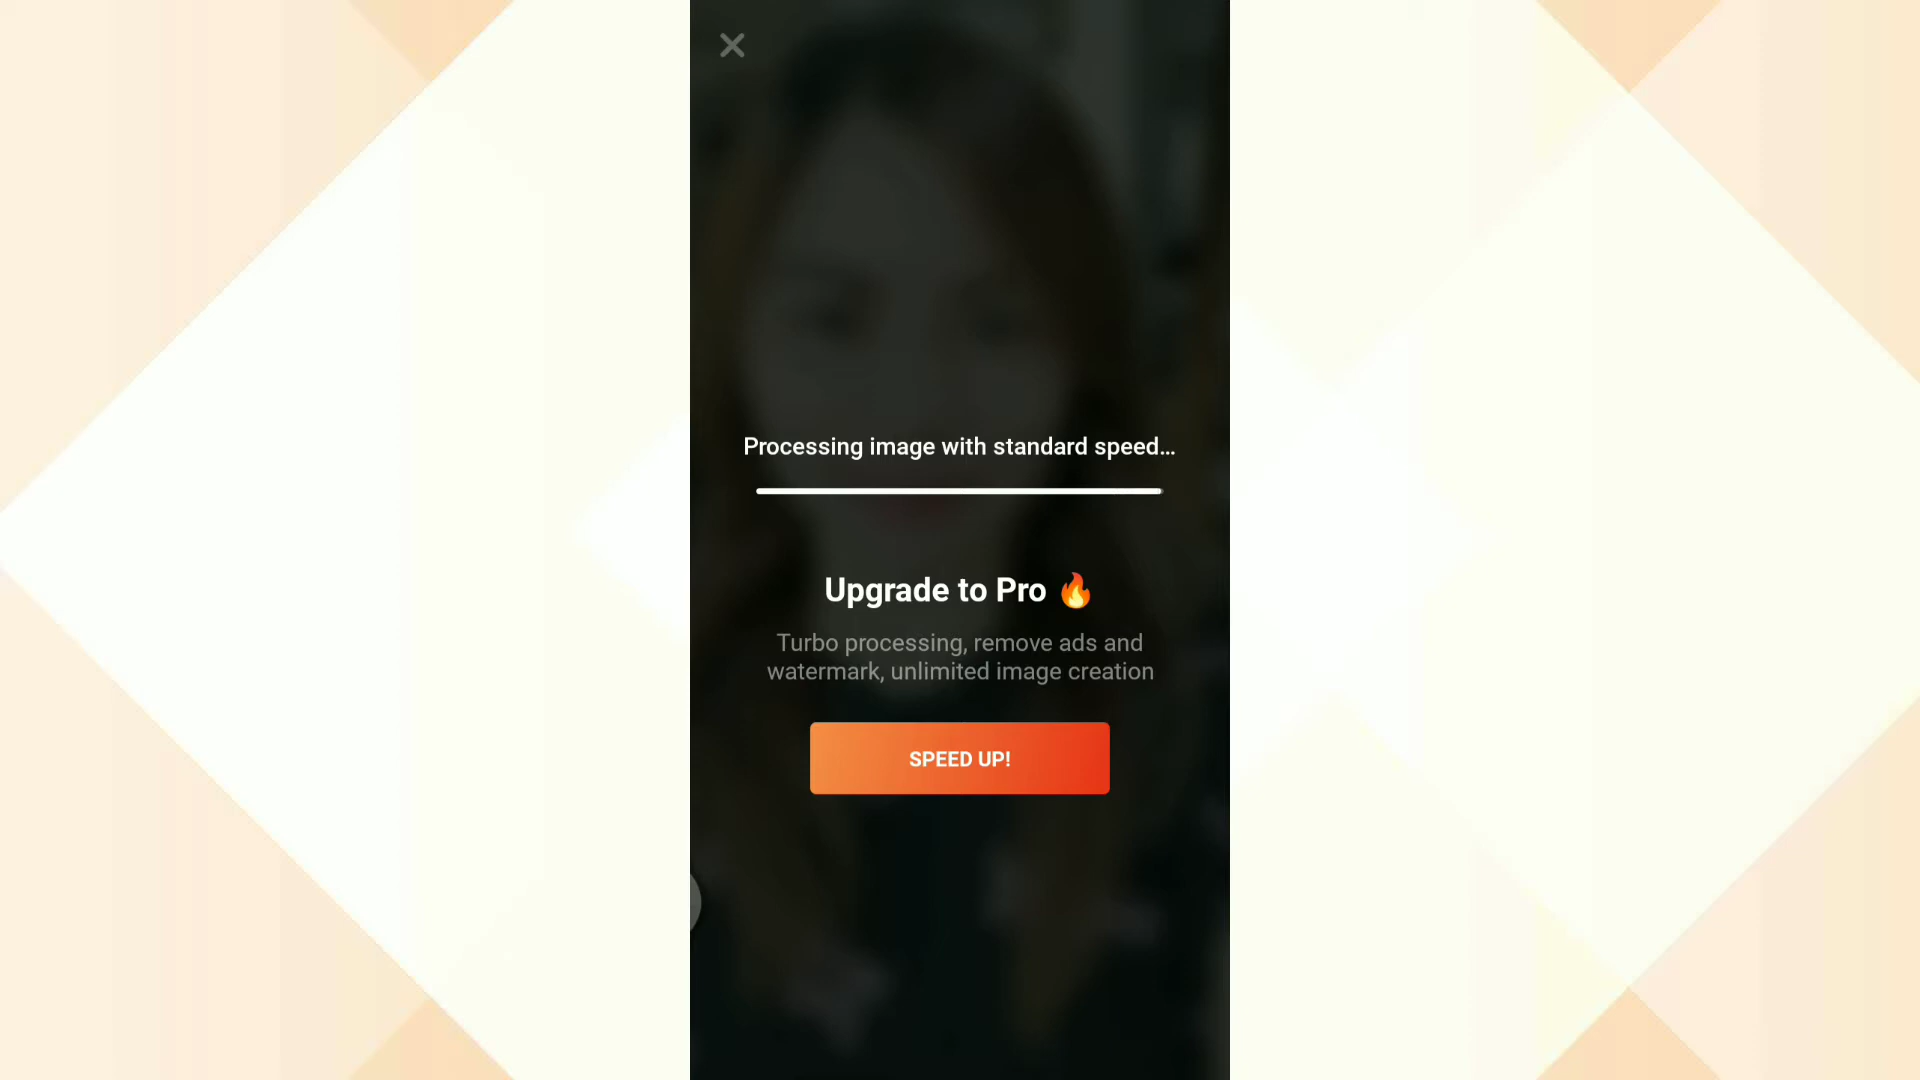 Processing image with standard speed...
Upgrade to Pro 🔥
Turbo processing, remove ads and
watermark, unlimited image creation
SPEED UP!